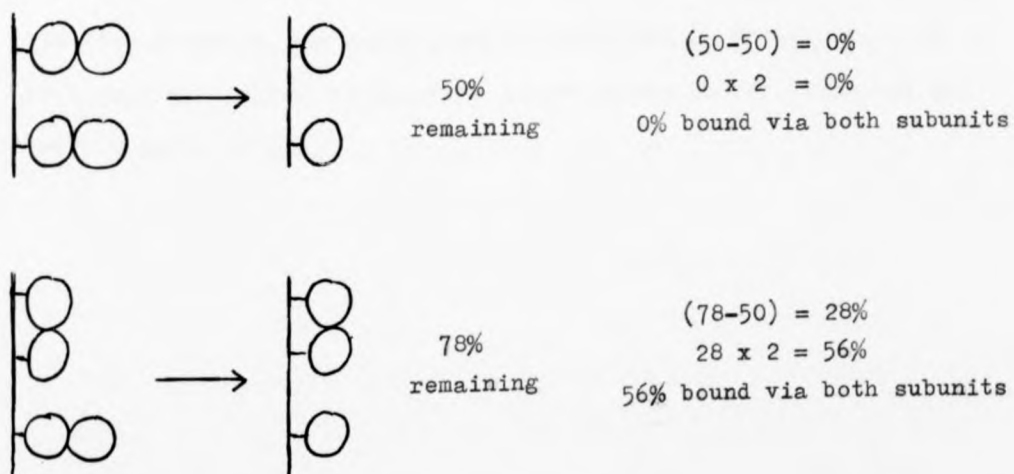 50%
remaining
(50-50) = 0%
0 x 2 = 0%
0% bound via both subunits
78%
remaining
(78-50) = 28%
28 x 2 = 56%
56% bound via both subunits